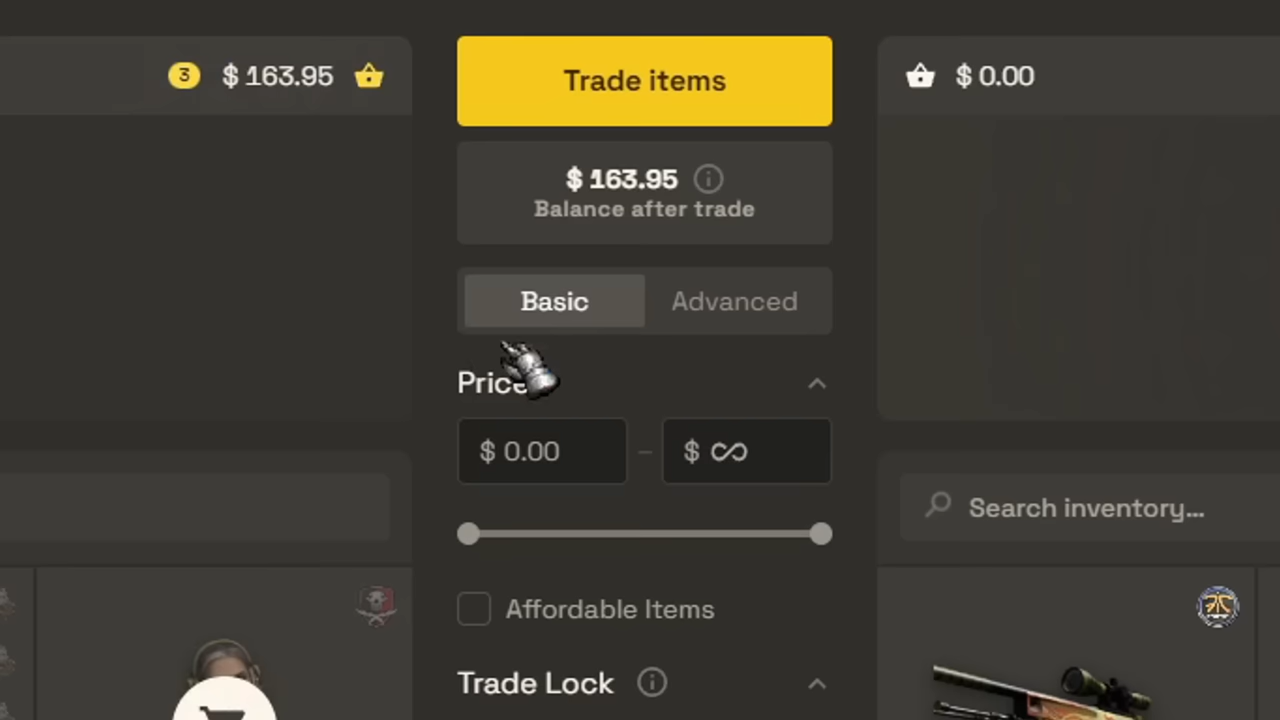 3 $ 163.95
Trade items
$ 0.00
$ 163.95
Balance after trade
Basic Advanced
Price
$ 0.00 – $ ∞
Search inventory...
Affordable Items
Trade Lock